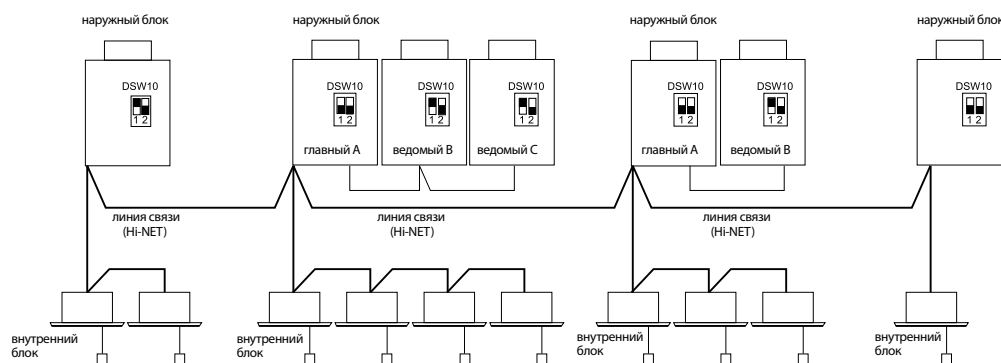 наружный блок
наружный блок
наружный блок
наружный блок
DSW10
DSW10
DSW10
DSW10
DSW10
DSW10
DSW10
1 2
1 2
1 2
1 2
1 2
1 2
1 2
главный A
ведомый B
ведомый C
главный A
ведомый B
линия связи
(Hi-NET)
линия связи
(Hi-NET)
линия связи
(Hi-NET)
внутренний
блок
внутренний
блок
внутренний
блок
внутренний
блок